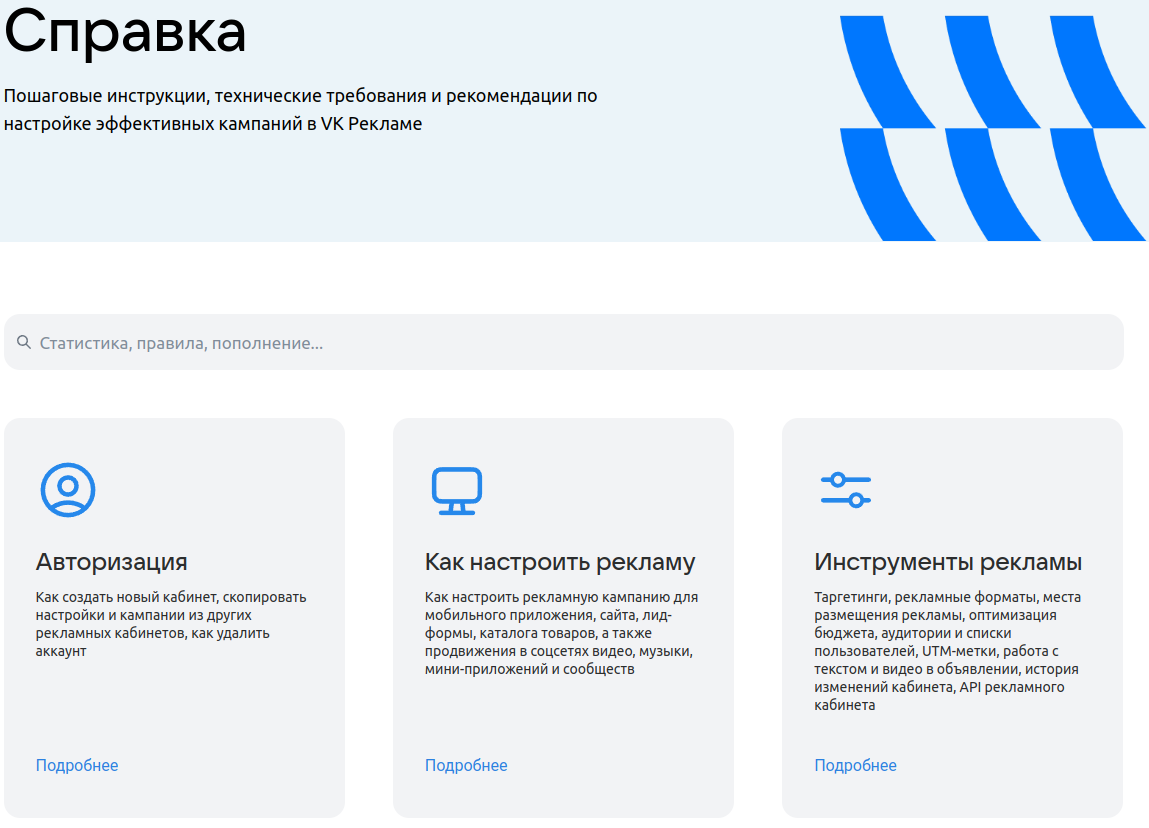 Справка
Пошаговые инструкции, технические требования и рекомендации по
настройке эффективных кампаний в VK Рекламе
Статистика, правила, пополнение...
Авторизация
Как создать новый кабинет, скопировать
настройки и кампании из других
рекламных кабинетов, как удалить
аккаунт
Подробнее
Как настроить рекламу
Как настроить рекламную кампанию для
мобильного приложения, сайта, лид-
формы, каталога товаров, а также
продвижения в соцсетях видео, музыки,
мини-приложений и сообществ
Подробнее
Инструменты рекламы
Таргетинги, рекламные форматы, места
размещения рекламы, оптимизация
бюджета, аудитории и списки
пользователей, UTM-метки, работа с
текстом и видео в объявлении, история
изменений кабинета, API рекламного
кабинета
Подробнее